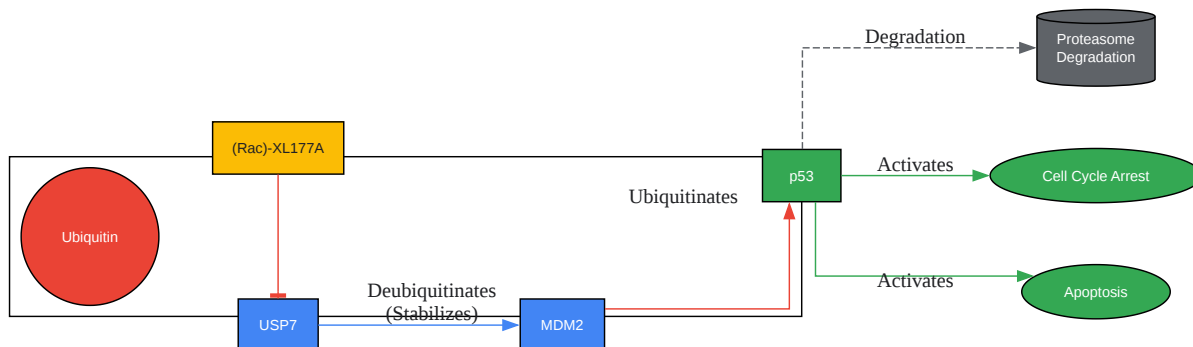 Degradation
Proteasome
Degradation
(Rac)-XL177A
p53
Activates
Cell Cycle Arrest
Ubiquitinates
Ubiquitin
Activates
Apoptosis
Deubiquitinates
(Stabilizes)
USP7
MDM2